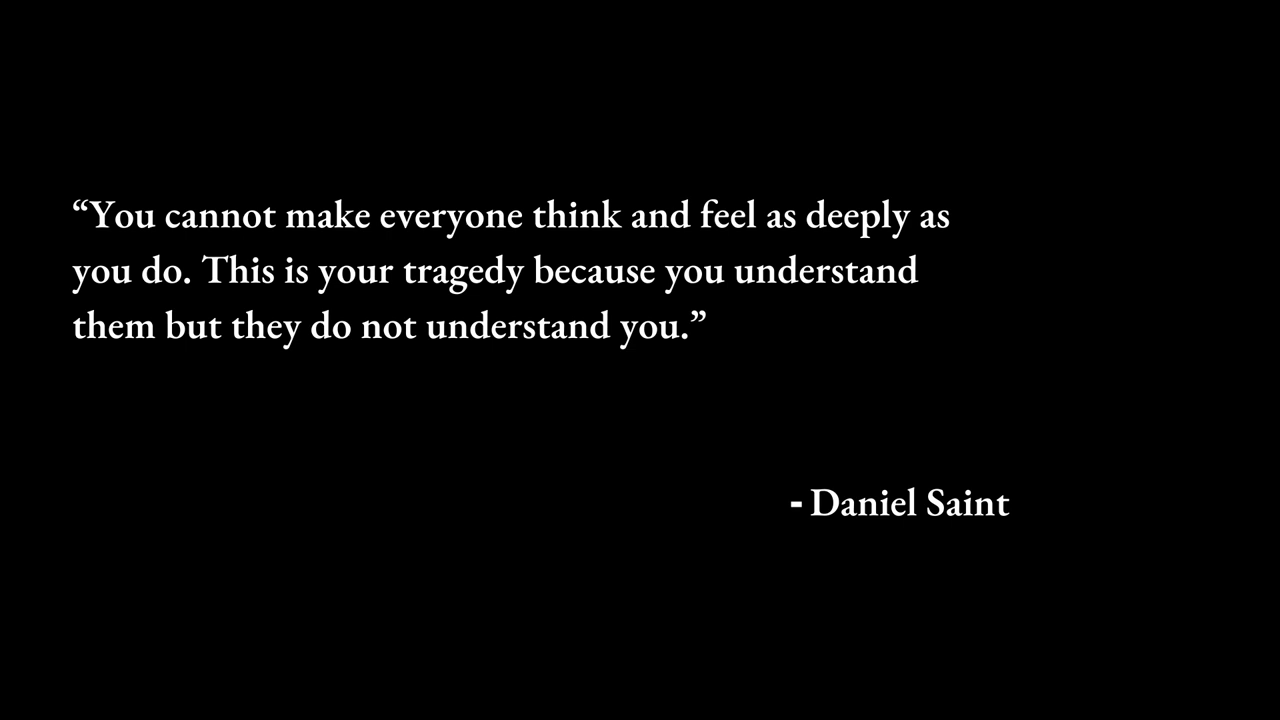 “You cannot make everyone think and feel as deeply as
you do. This is your tragedy because you understand
them but they do not understand you.”
- Daniel Saint